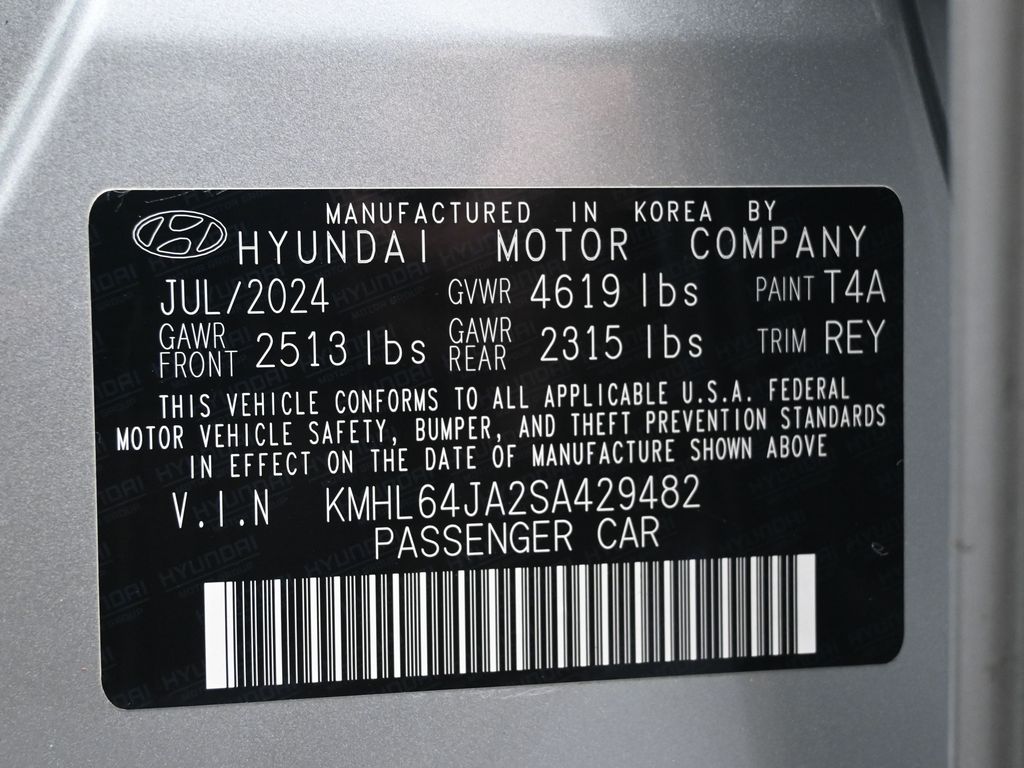 MANUFACTURED IN KOREA BY
HYUNDAI MOTOR COMPANY
JUL/2024 GVWR 4619 lbs PAINT T4A
GAWR FRONT 2513 lbs GAWR REAR 2315 lbs TRIM REY
THIS VEHICLE CONFORMS TO ALL APPLICABLE U.S.A. FEDERAL
MOTOR VEHICLE SAFETY, BUMPER, AND THEFT PREVENTION STANDARDS
IN EFFECT ON THE DATE OF MANUFACTURE SHOWN ABOVE
V.I.N KMHL64JA2SA429482
PASSENGER CAR